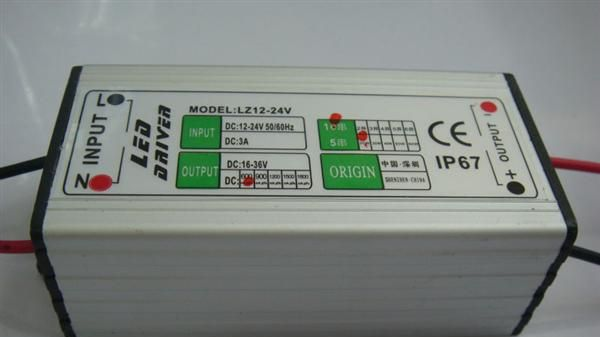 N INPUT L
LED
DRIVER
MODEL:LZ12-24V
INPUT
DC:12-24V 50/60Hz
DC:3A
OUTPUT
DC:16-36V
DC: 600 900 1200 1500 1800
10串
5串
ORIGIN
中国·深圳
SHENZHEN-CHINA
CE
IP67
+ OUTPUT -